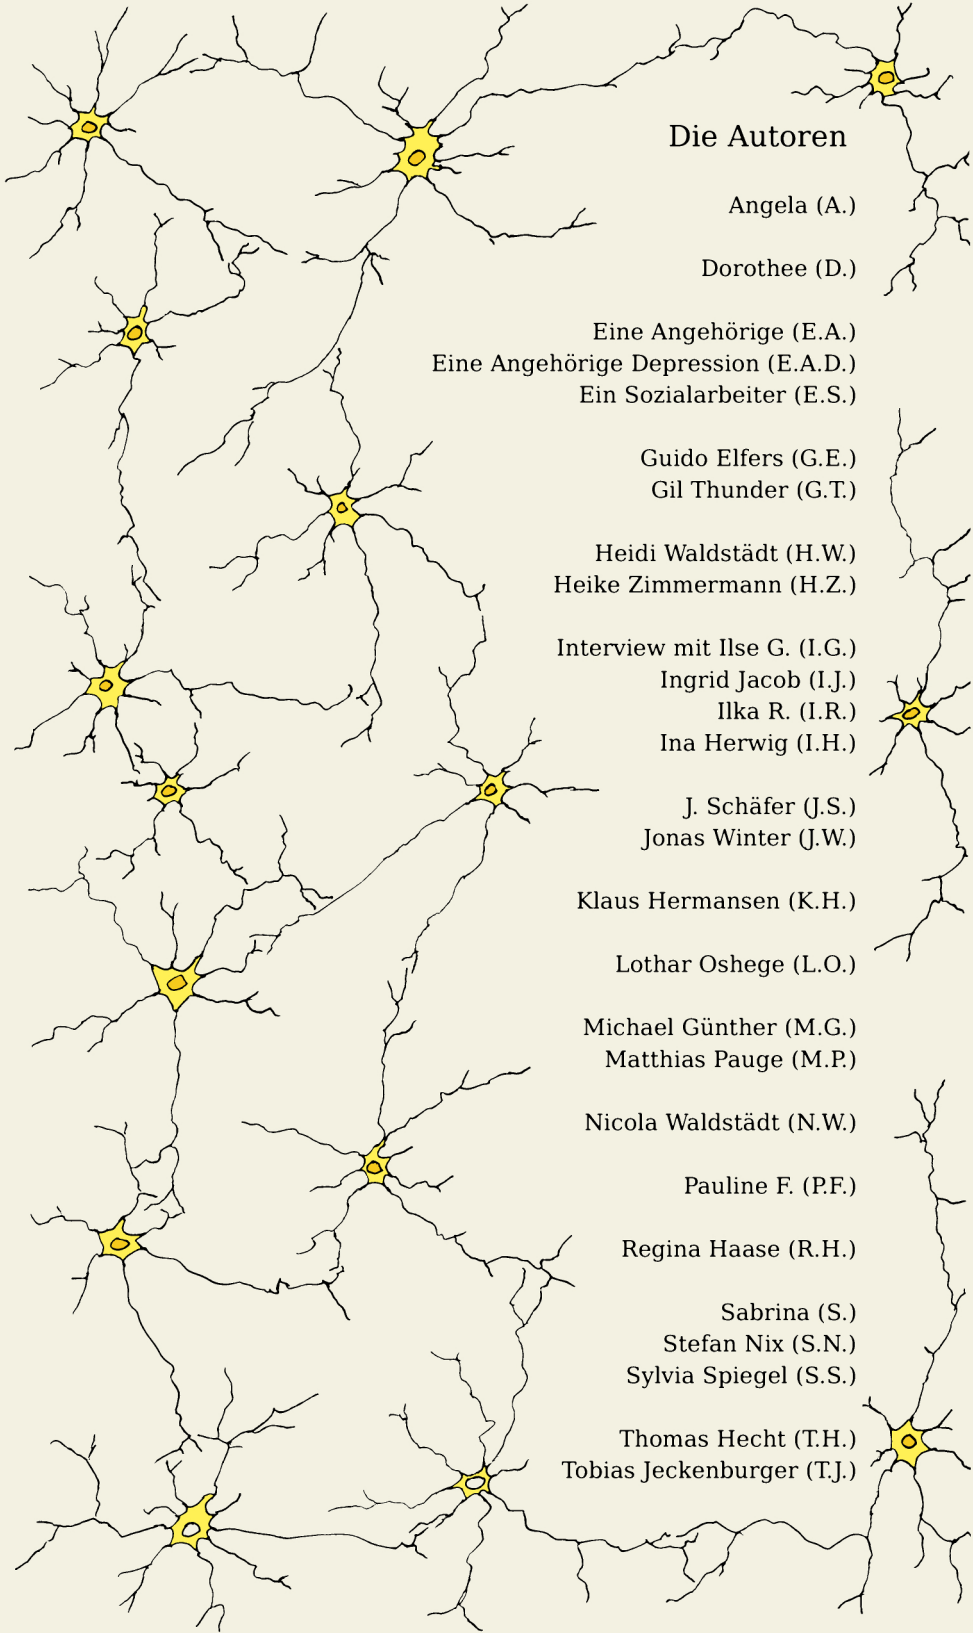 Die Autoren
Angela (A.)
Dorothee (D.)
Eine Angehörige (E.A.)
Eine Angehörige Depression (E.A.D.)
Ein Sozialarbeiter (E.S.)
Guido Elfers (G.E.)
Gil Thunder (G.T.)
Heidi Waldstädt (H.W.)
Heike Zimmermann (H.Z.)
Interview mit Ilse G. (I.G.)
Ingrid Jacob (I.J.)
Ilka R. (I.R.)
Ina Herwig (I.H.)
J. Schäfer (J.S.)
Jonas Winter (J.W.)
Klaus Hermansen (K.H.)
Lothar Oshege (L.O.)
Michael Günther (M.G.)
Matthias Pauge (M.P.)
Nicola Waldstädt (N.W.)
Pauline F. (P.F.)
Regina Haase (R.H.)
Sabrina (S.)
Stefan Nix (S.N.)
Sylvia Spiegel (S.S.)
Thomas Hecht (T.H.)
Tobias Jeckenburger (T.J.)